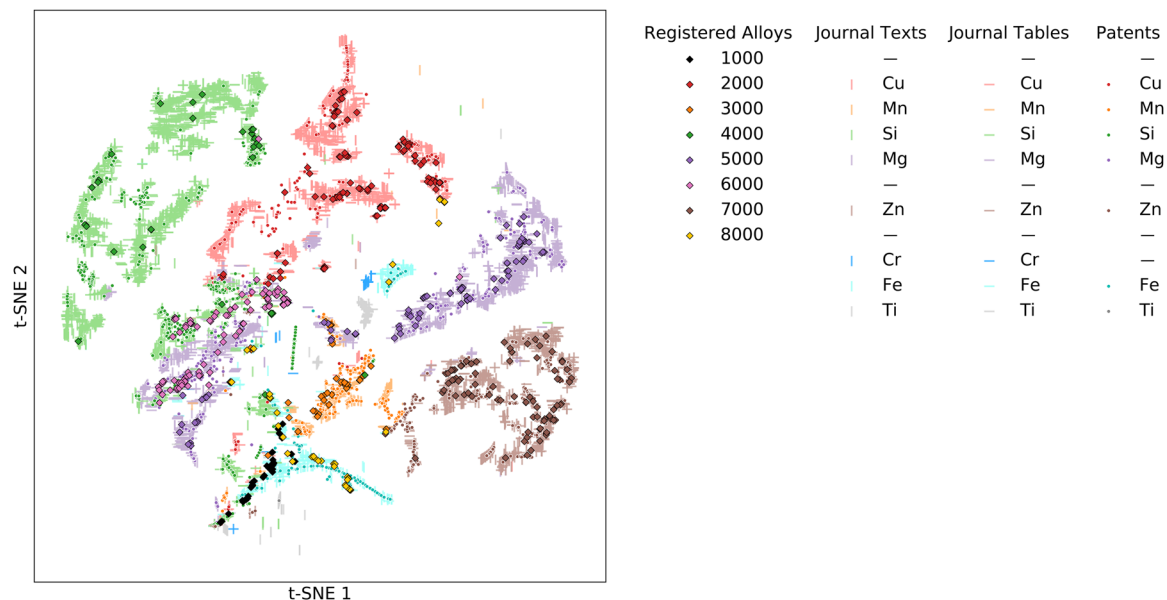 t-SNE 2
t-SNE 1
Registered Alloys Journal Texts Journal Tables Patents
1000 — — —
2000 Cu Cu Cu
3000 Mn Mn Mn
4000 Si Si Si
5000 Mg Mg Mg
6000 — — —
7000 Zn Zn Zn
8000 — — —
Cr Cr —
Fe Fe Fe
Ti Ti Ti